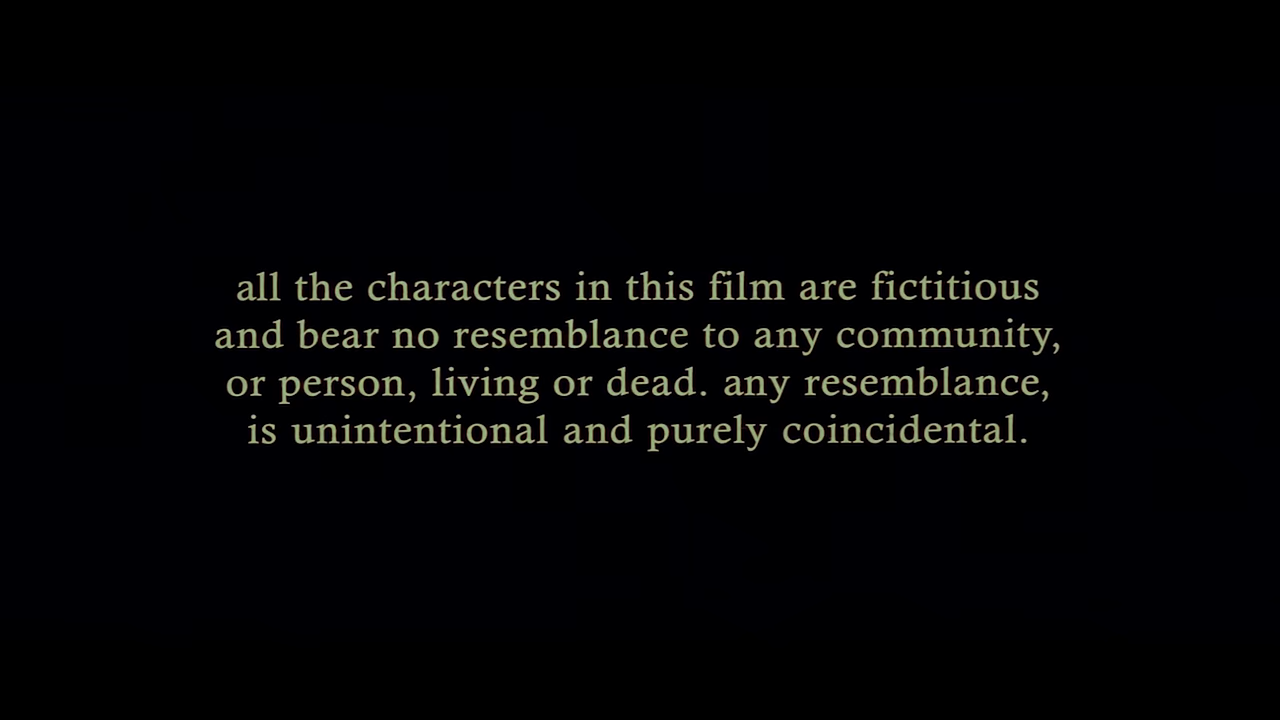 all the characters in this film are fictitious
and bear no resemblance to any community,
or person, living or dead. any resemblance,
is unintentional and purely coincidental.